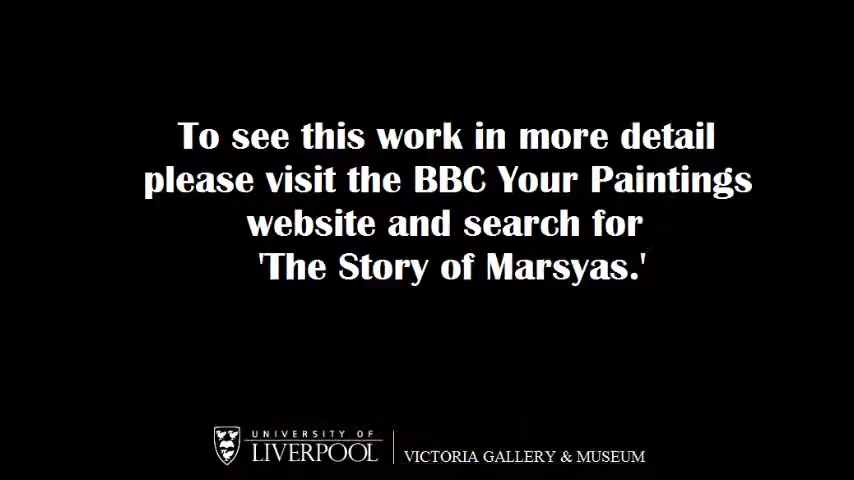 To see this work in more detail
please visit the BBC Your Paintings
website and search for
'The Story of Marsyas.'
UNIVERSITY OF
LIVERPOOL
VICTORIA GALLERY & MUSEUM